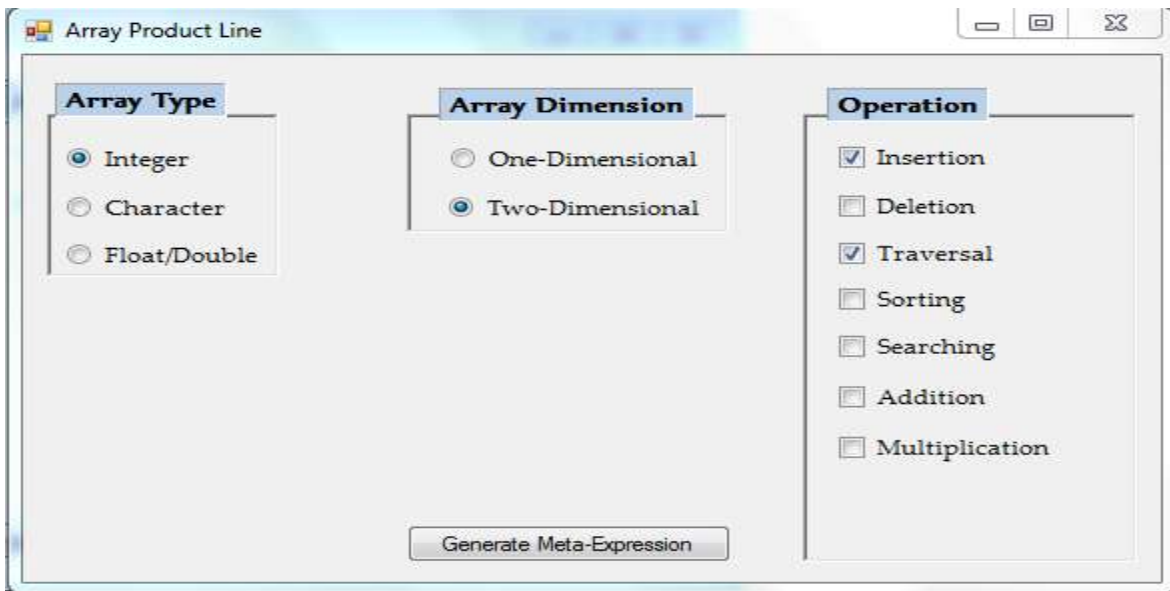 Array Product Line
Array Type
Integer
Character
Float/Double
Array Dimension
One-Dimensional
Two-Dimensional
Operation
Insertion
Deletion
Traversal
Sorting
Searching
Addition
Multiplication
Generate Meta-Expression